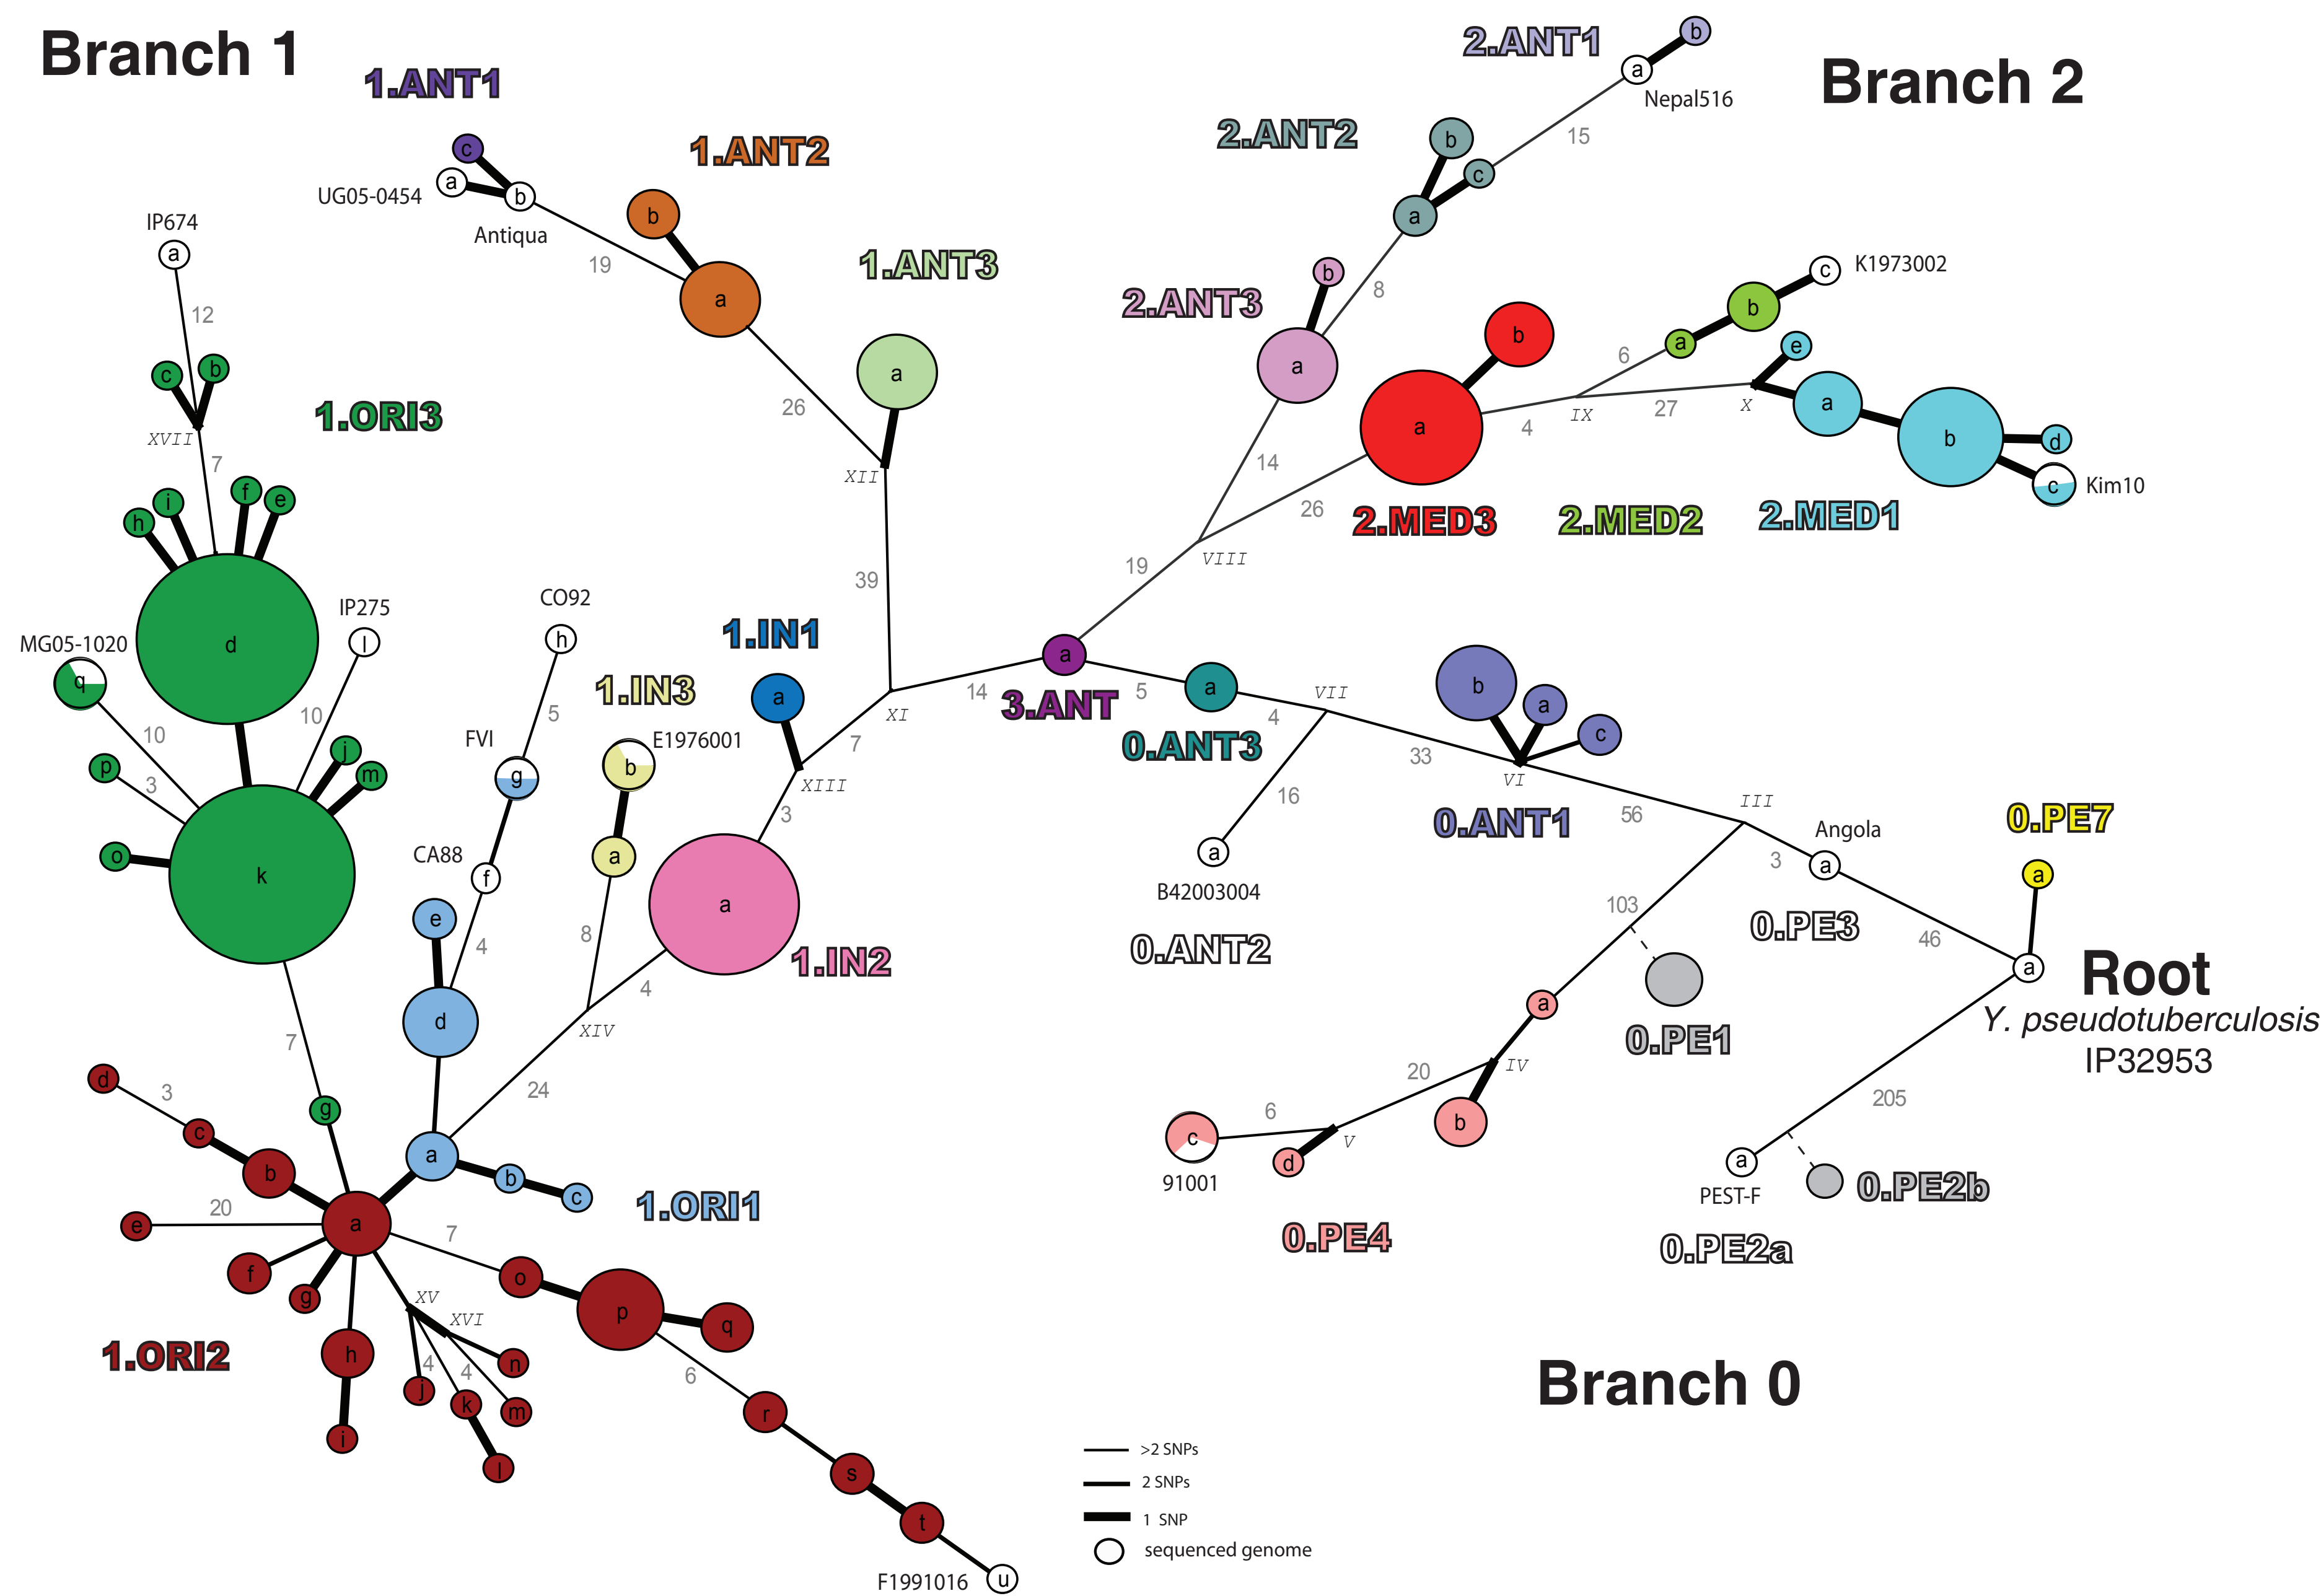 Branch 1
1.ANT1
c
a
b
UG05-0454
Antiqua
19
1.ANT2
b
a
26
1.ANT3
a
XII
39
IP674
a
12
c
b
XVII
1.ORI3
7
h
i
f
e
d
MG05-1020
q
10
IP275
l
10
p
3
j
m
o
k
7
g
CO92
h
5
FVI
g
CA88
f
4
e
d
1.IN3
E1976001
b
a
8
1.IN1
a
7
XIII
3
a
1.IN2
4
XIV
24
XI
14
a
b
c
1.ORI1
d
3
c
b
20
e
a
f
g
h
i
1.ORI2
7
o
p
q
XV
XVI
4
4
j
k
l
m
n
6
r
s
t
F1991016
u
Branch 2
2.ANT1
b
a
Nepal516
15
2.ANT2
b
c
a
8
2.ANT3
b
a
14
26
VIII
19
b
a
2.MED3
4
IX
6
a
b
c
K1973002
2.MED2
27
X
e
a
b
d
c
Kim10
2.MED1
a
3.ANT
5
a
0.ANT3
4
VII
16
a
B42003004
0.ANT2
33
b
a
c
VI
0.ANT1
56
III
3
Angola
a
0.PE3
46
0.PE7
a
a
Root
Y. pseudotuberculosis
IP32953
103
0.PE1
a
IV
b
20
V
6
c
d
91001
0.PE4
205
a
PEST-F
0.PE2a
0.PE2b
Branch 0
>2 SNPs
2 SNPs
1 SNP
sequenced genome